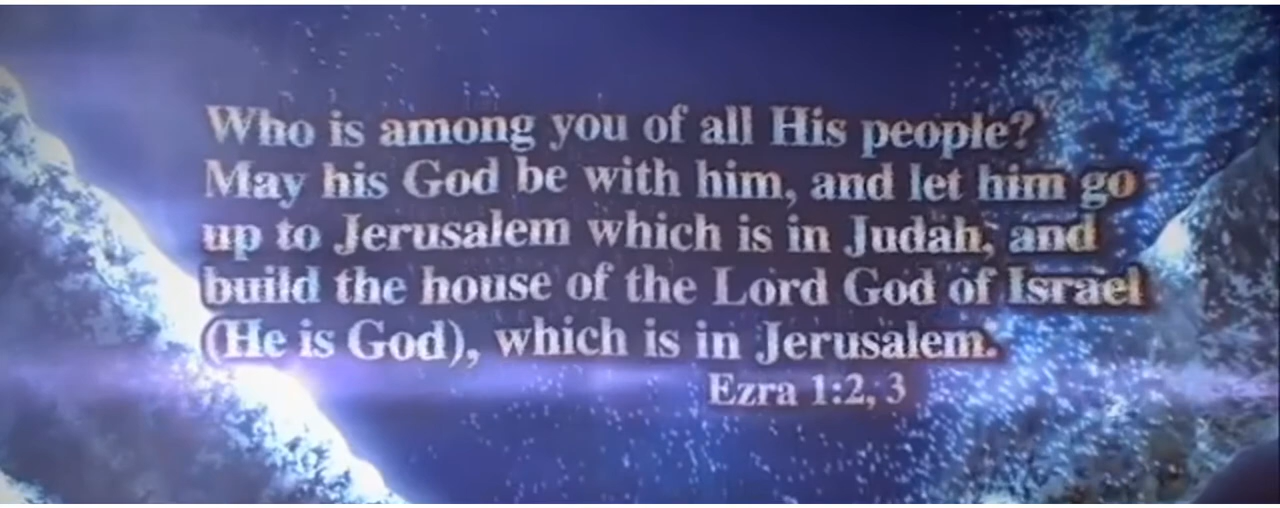 Who is among you of all His people?
May his God be with him, and let him go
up to Jerusalem which is in Judah, and
build the house of the Lord God of Israel
(He is God), which is in Jerusalem.
Ezra 1:2, 3